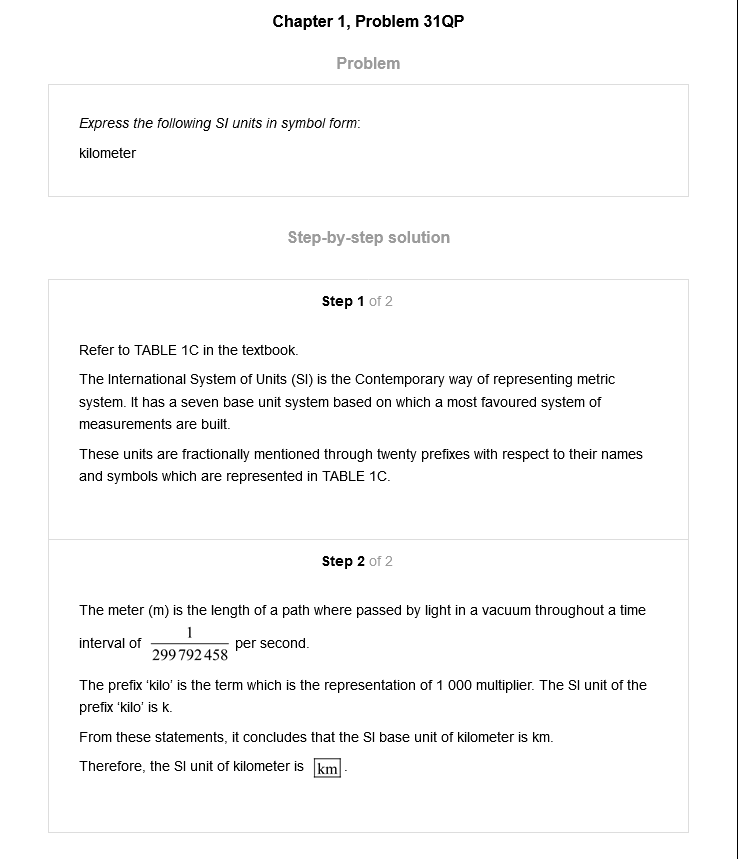 Chapter 1, Problem 31QP
Problem
Express the following SI units in symbol form:
kilometer
Step-by-step solution
Step 1 of 2
Refer to TABLE 1C in the textbook.
The International System of Units (SI) is the Contemporary way of representing metric
system. It has a seven base unit system based on which a most favoured system of
measurements are built.
These units are fractionally mentioned through twenty prefixes with respect to their names
and symbols which are represented in TABLE 1C.
Step 2 of 2
The meter (m) is the length of a path where passed by light in a vacuum throughout a time
interval of 1/299 792 458 per second.
The prefix ‘kilo’ is the term which is the representation of 1 000 multiplier. The SI unit of the
prefix ‘kilo’ is k.
From these statements, it concludes that the SI base unit of kilometer is km.
Therefore, the SI unit of kilometer is km.